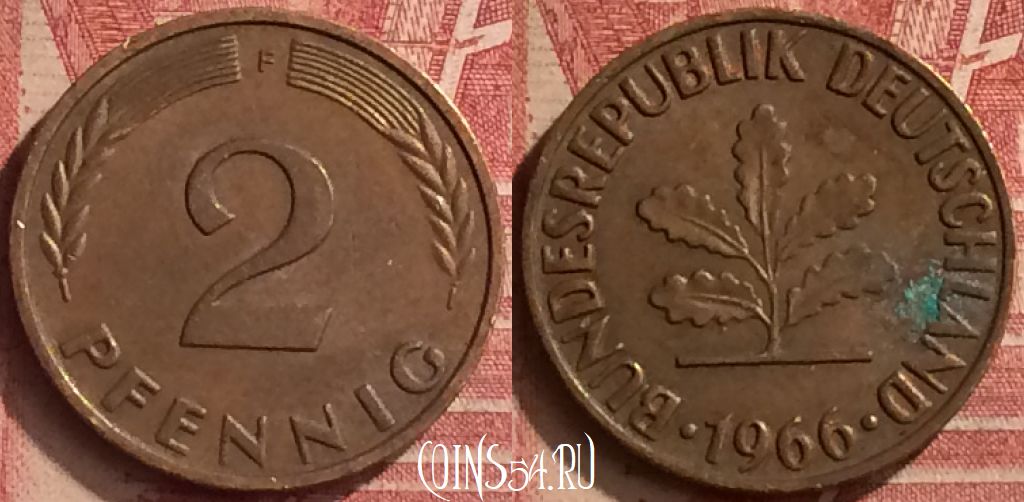 F
2
PFENNIG
BUNDESREPUBLIK DEUTSCHLAND
· 1966 ·
COINS54.RU